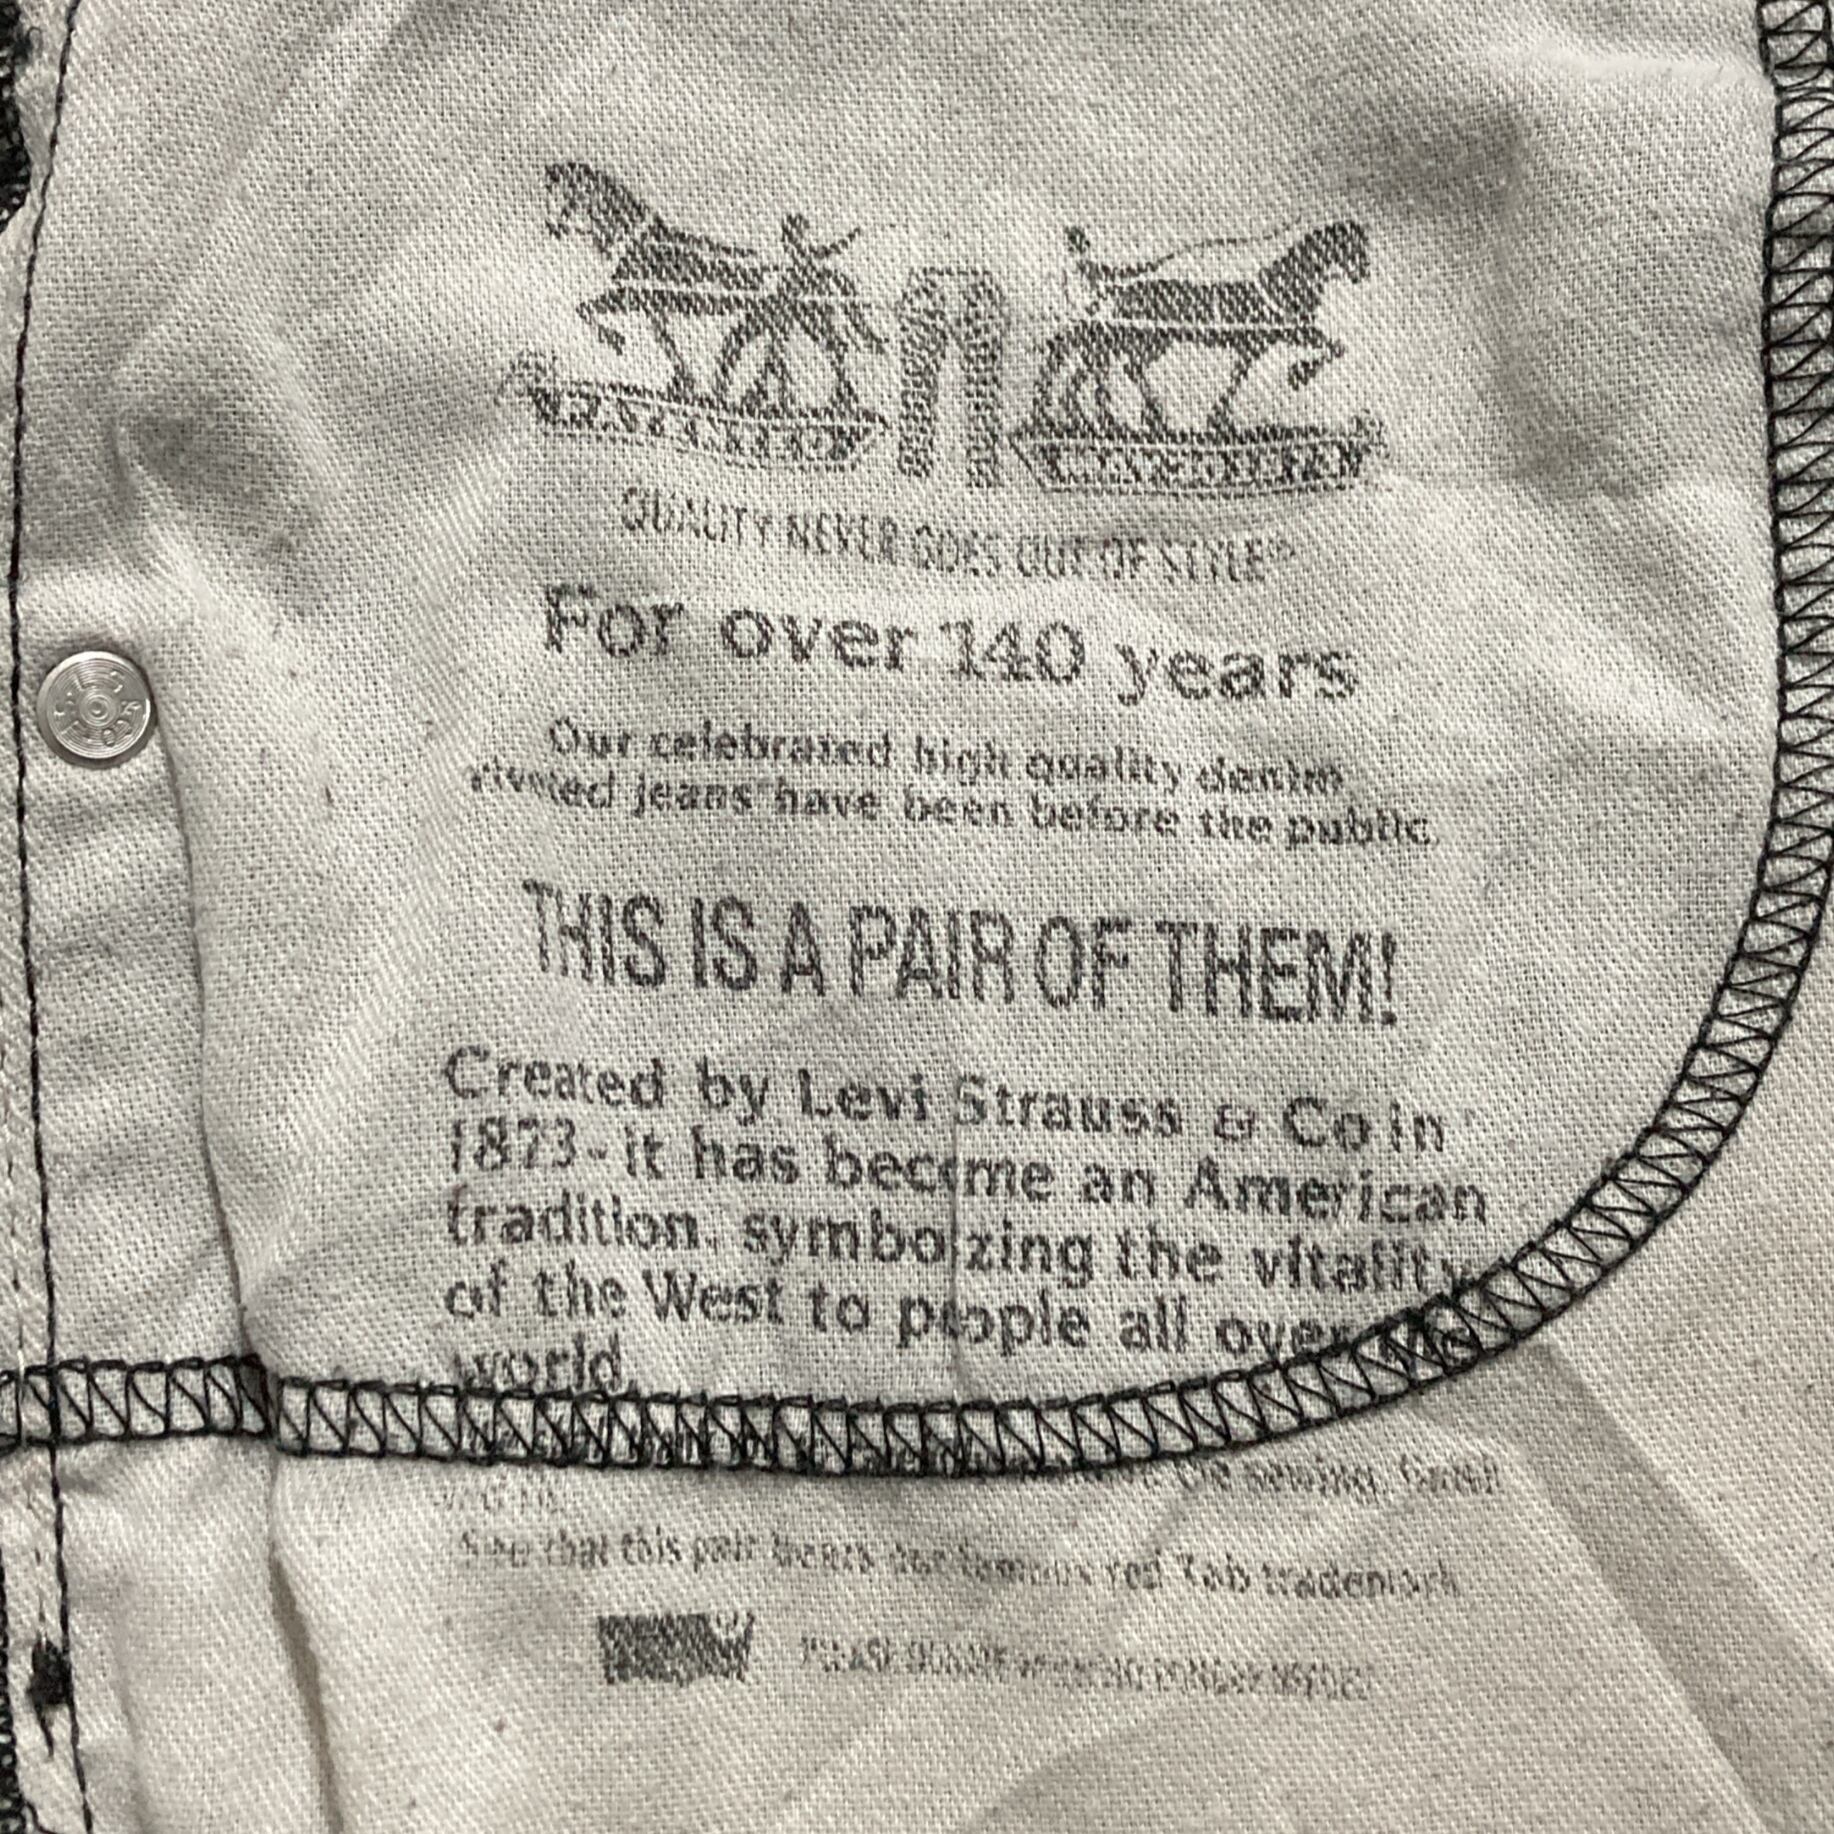 QUALITY NEVER GOES OUT OF STYLE®
For over 140 years
Our celebrated high quality denim
riveted jeans have been before the public
THIS IS A PAIR OF THEM!
Created by Levi Strauss & Co in
1873 - it has become an American
tradition, symbolizing the vitality
of the West to people all over the
world.
the sewing,
See that this pair bears our famous red Tab trademark